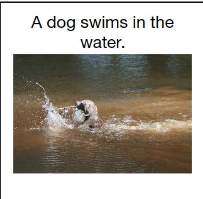 A dog swims in the
water.